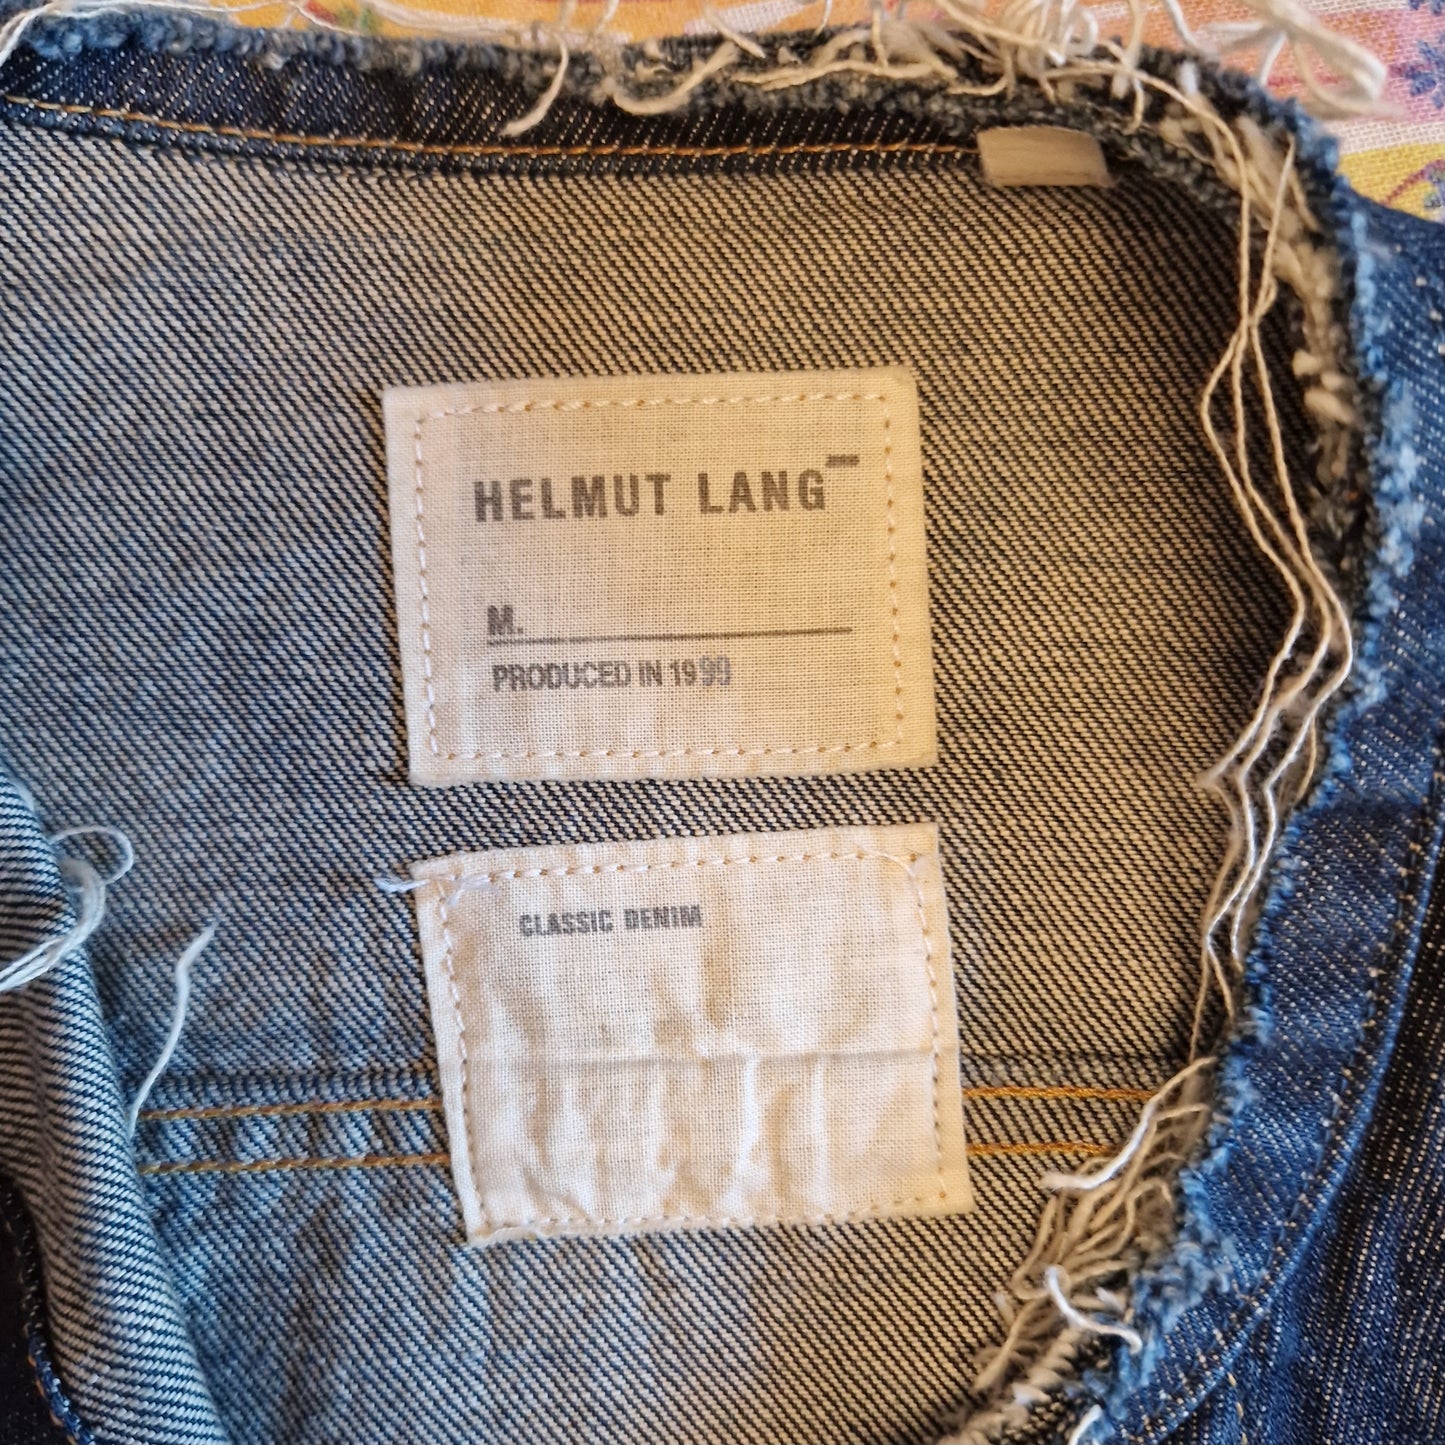 HELMUT LANG
M.
PRODUCED IN 1999
CLASSIC DENIM